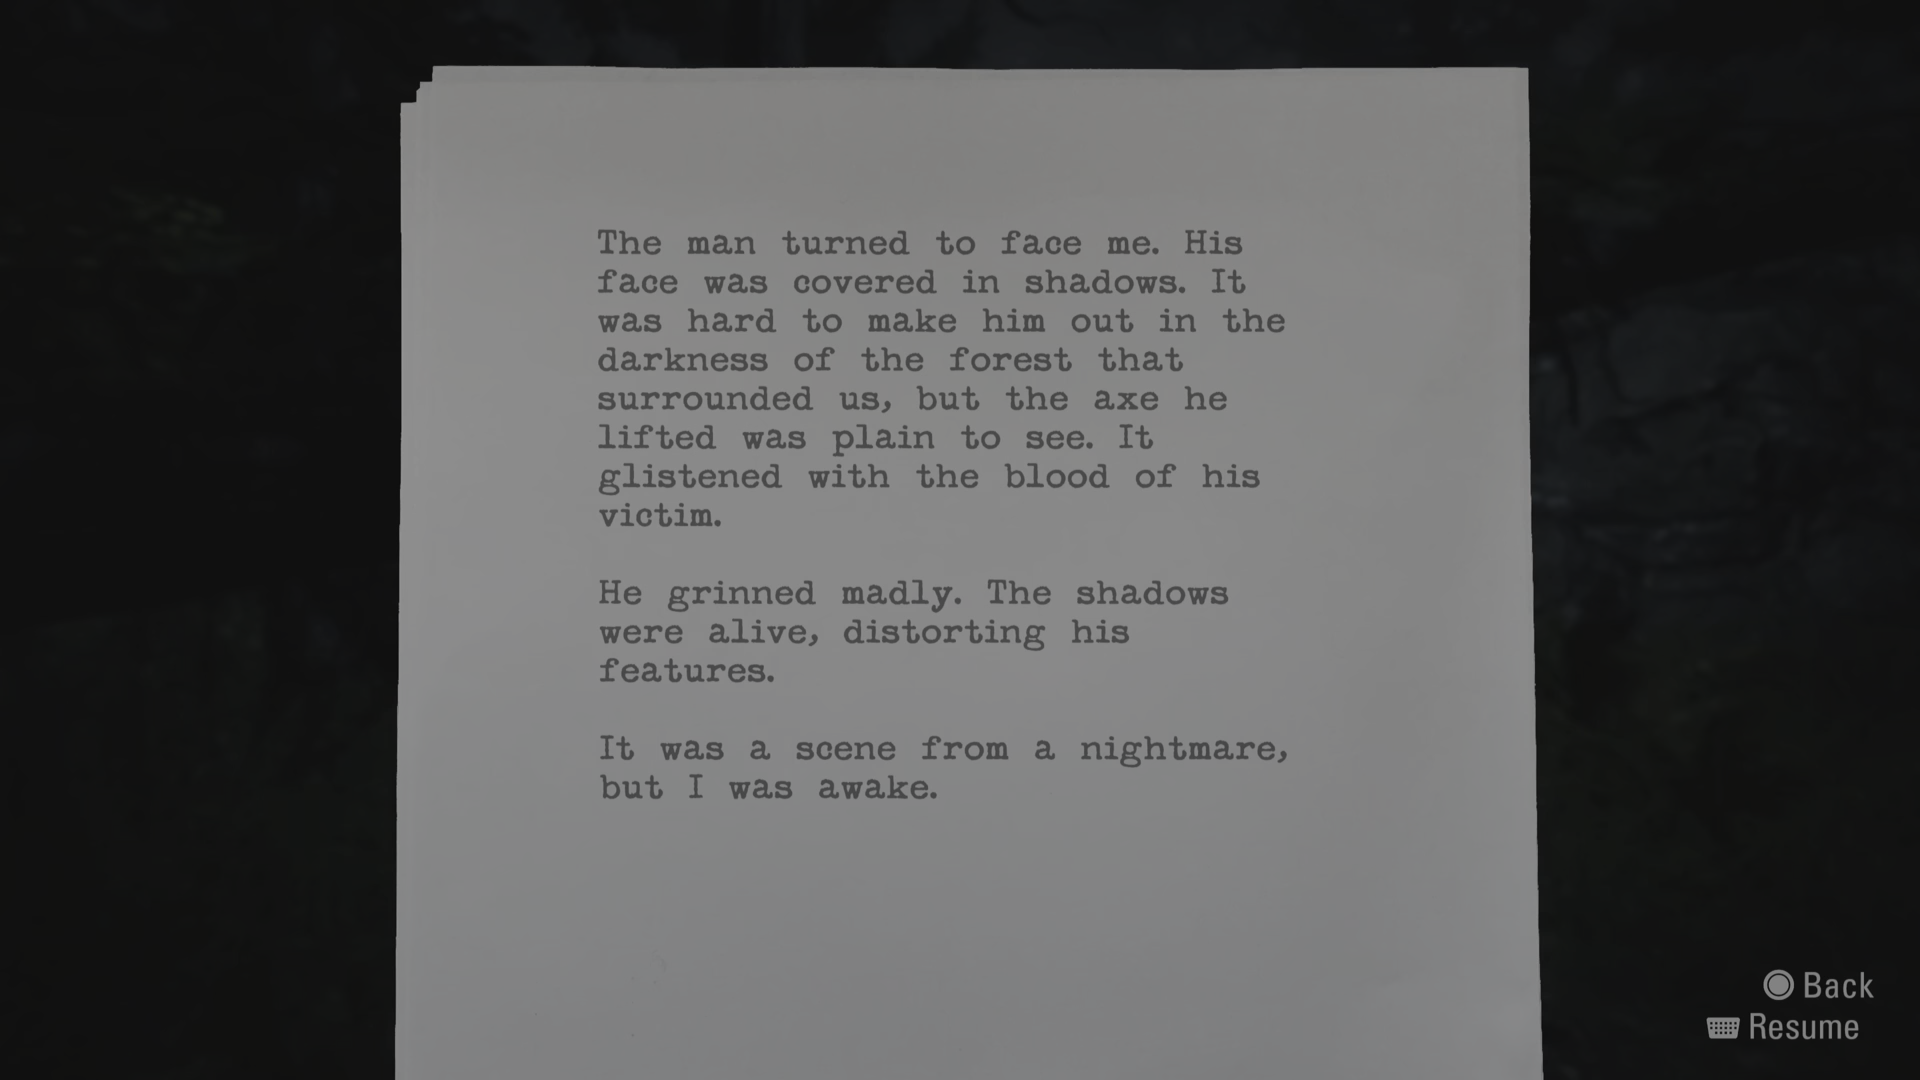 The man turned to face me. His
face was covered in shadows. It
was hard to make him out in the
darkness of the forest that
surrounded us, but the axe he
lifted was plain to see. It
glistened with the blood of his
victim.
He grinned madly. The shadows
were alive, distorting his
features.
It was a scene from a nightmare,
but I was awake.
Back
Resume